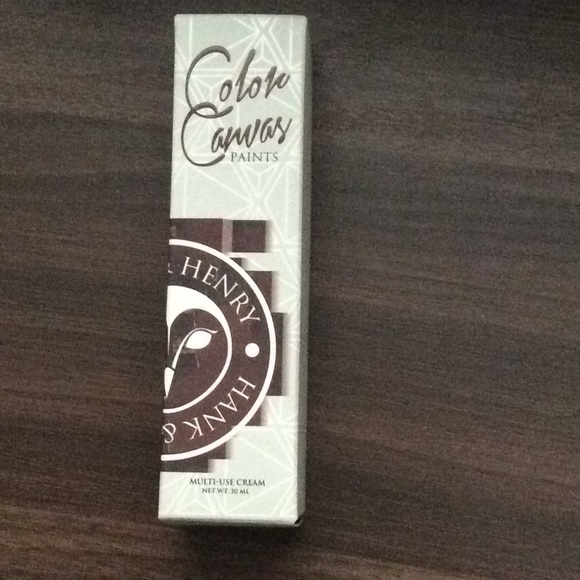 Color
Canvas
PAINTS
& HENRY
HANK &
MULTI-USE CREAM
NET WT. 30 ML